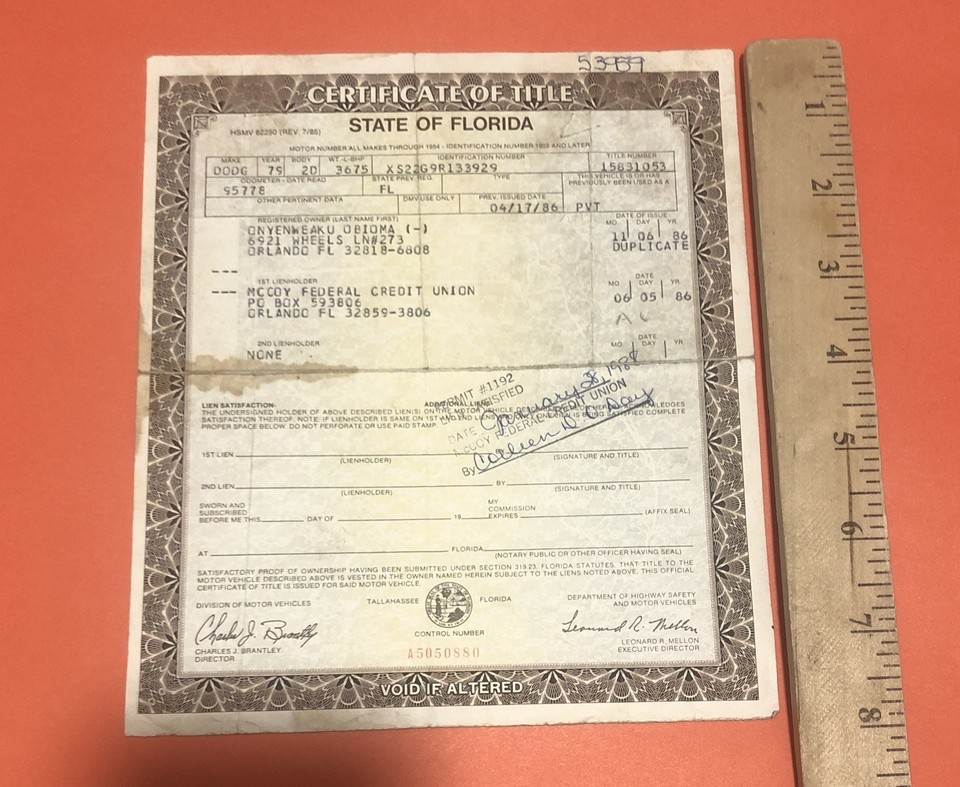 53959
CERTIFICATE OF TITLE
STATE OF FLORIDA
HSMV 82250 (REV. 7/85)
MOTOR NUMBER ALL MAKES THROUGH 1954 - IDENTIFICATION NUMBER 1955 AND LATER
MAKE YEAR BODY WT-L-BHP IDENTIFICATION NUMBER TITLE NUMBER
DODG 79 2D 3675 XS22G9R133929 15831053
ODOMETER - DATE READ STATE PREV. REG. TYPE THIS VEHICLE IS OR HAS PREVIOUSLY BEEN USED AS A
95778 FL
OTHER PERTINENT DATA DMV USE ONLY PREV. ISSUED DATE
04/17/86 PVT
REGISTERED OWNER (LAST NAME FIRST) DATE OF ISSUE
MO. DAY YR
ONYENWEAKU OBIOMA (-) 11 06 86
6921 WHEELS LN#273 DUPLICATE
ORLANDO FL 32818-6808
---
1ST LIENHOLDER DATE
MO DAY YR
--- MCCOY FEDERAL CREDIT UNION 06 05 86
PO BOX 593806
ORLANDO FL 32859-3806
2ND LIENHOLDER DATE
MO DAY YR
NONE
PERMIT #1192
LIEN SATISFIED
DATE January 28, 1988
MCCOY FEDERAL CREDIT UNION
By Colleen D. O'Day
LIEN SATISFACTION-
THE UNDERSIGNED HOLDER OF ABOVE DESCRIBED LIEN(S) ON THE MOTOR VEHICLE
SATISFACTION THEREOF. NOTE: IF LIENHOLDER IS SAME ON 1ST AND 2ND LIEN BEING SATISFIED COMPLETE
PROPER SPACE BELOW. DO NOT PERFORATE OR USE PAID STAMP.
1ST LIEN
(LIENHOLDER) (SIGNATURE AND TITLE)
2ND LIEN BY
(LIENHOLDER) (SIGNATURE AND TITLE)
SWORN AND SUBSCRIBED BEFORE ME THIS DAY OF 19 MY COMMISSION EXPIRES (AFFIX SEAL)
AT FLORIDA
(NOTARY PUBLIC OR OTHER OFFICER HAVING SEAL)
SATISFACTORY PROOF OF OWNERSHIP HAVING BEEN SUBMITTED UNDER SECTION 319.23, FLORIDA STATUTES, THAT TITLE TO THE
MOTOR VEHICLE DESCRIBED ABOVE IS VESTED IN THE OWNER NAMED HEREIN SUBJECT TO THE LIENS NOTED ABOVE. THIS OFFICIAL
CERTIFICATE OF TITLE IS ISSUED FOR SAID MOTOR VEHICLE.
DIVISION OF MOTOR VEHICLES TALLAHASSEE FLORIDA DEPARTMENT OF HIGHWAY SAFETY
AND MOTOR VEHICLES
Charles J. Brantley Leonard R. Mellon
CHARLES J. BRANTLEY CONTROL NUMBER LEONARD R. MELLON
DIRECTOR A5050880 EXECUTIVE DIRECTOR
VOID IF ALTERED
1
2
3
4
5
6
7
8